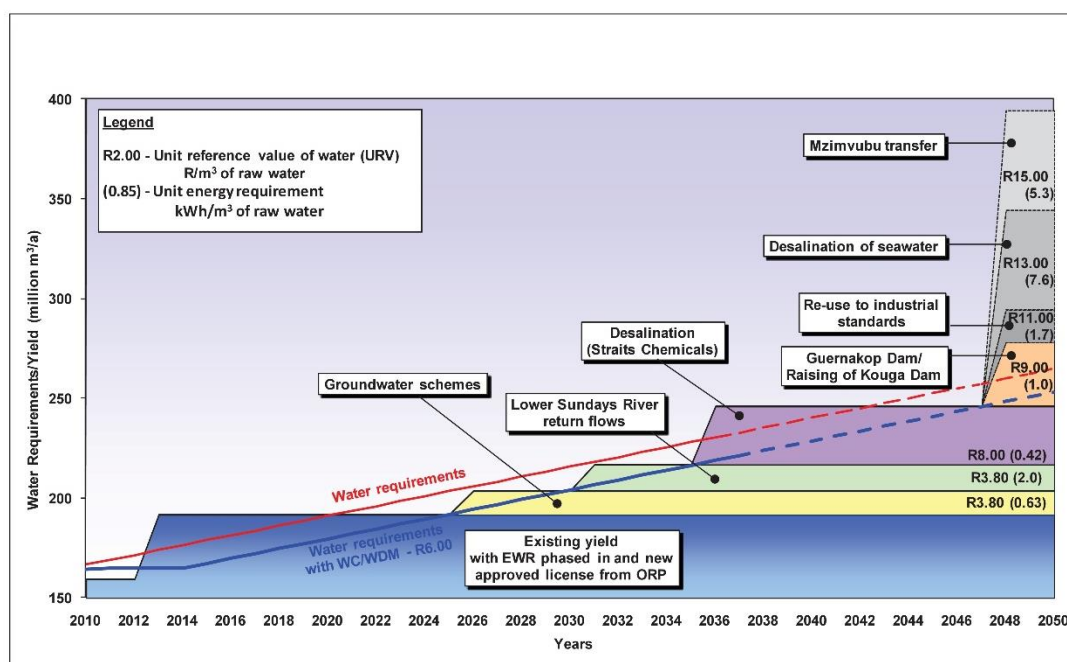 400
350
300
250
200
150
Water Requirements/Yield (million m³/a)
Legend
R2.00 - Unit reference value of water (URV)
R/m³ of raw water
(0.85) - Unit energy requirement
kWh/m³ of raw water
Mzimvubu transfer
R15.00
(5.3)
Desalination of seawater
R13.00
(7.6)
Re-use to industrial
standards
R11.00
(1.7)
Guernakop Dam/
Raising of Kouga Dam
R9.00
(1.0)
Desalination
(Straits Chemicals)
Groundwater schemes
Lower Sundays River
return flows
R8.00 (0.42)
R3.80 (2.0)
R3.80 (0.63)
Water requirements
Water requirements
with WC/WDM - R6.00
Existing yield
with EWR phased in and new
approved license from ORP
2010 2012 2014 2016 2018 2020 2022 2024 2026 2028 2030 2032 2034 2036 2038 2040 2042 2044 2046 2048 2050
Years